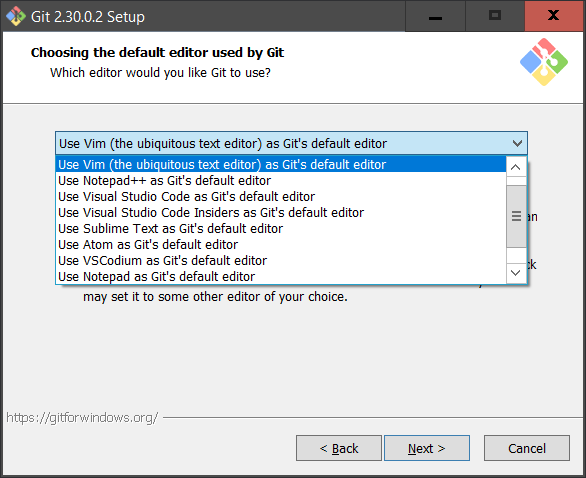 Git 2.30.0.2 Setup
Choosing the default editor used by Git
Which editor would you like Git to use?
Use Vim (the ubiquitous text editor) as Git's default editor
Use Vim (the ubiquitous text editor) as Git's default editor
Use Notepad++ as Git's default editor
Use Visual Studio Code as Git's default editor
Use Visual Studio Code Insiders as Git's default editor
an
Use Sublime Text as Git's default editor
Use Atom as Git's default editor
Use VSCodium as Git's default editor
ck
Use Notepad as Git's default editor
may set it to some other editor of your choice.
https://gitforwindows.org/
< Back Next > Cancel